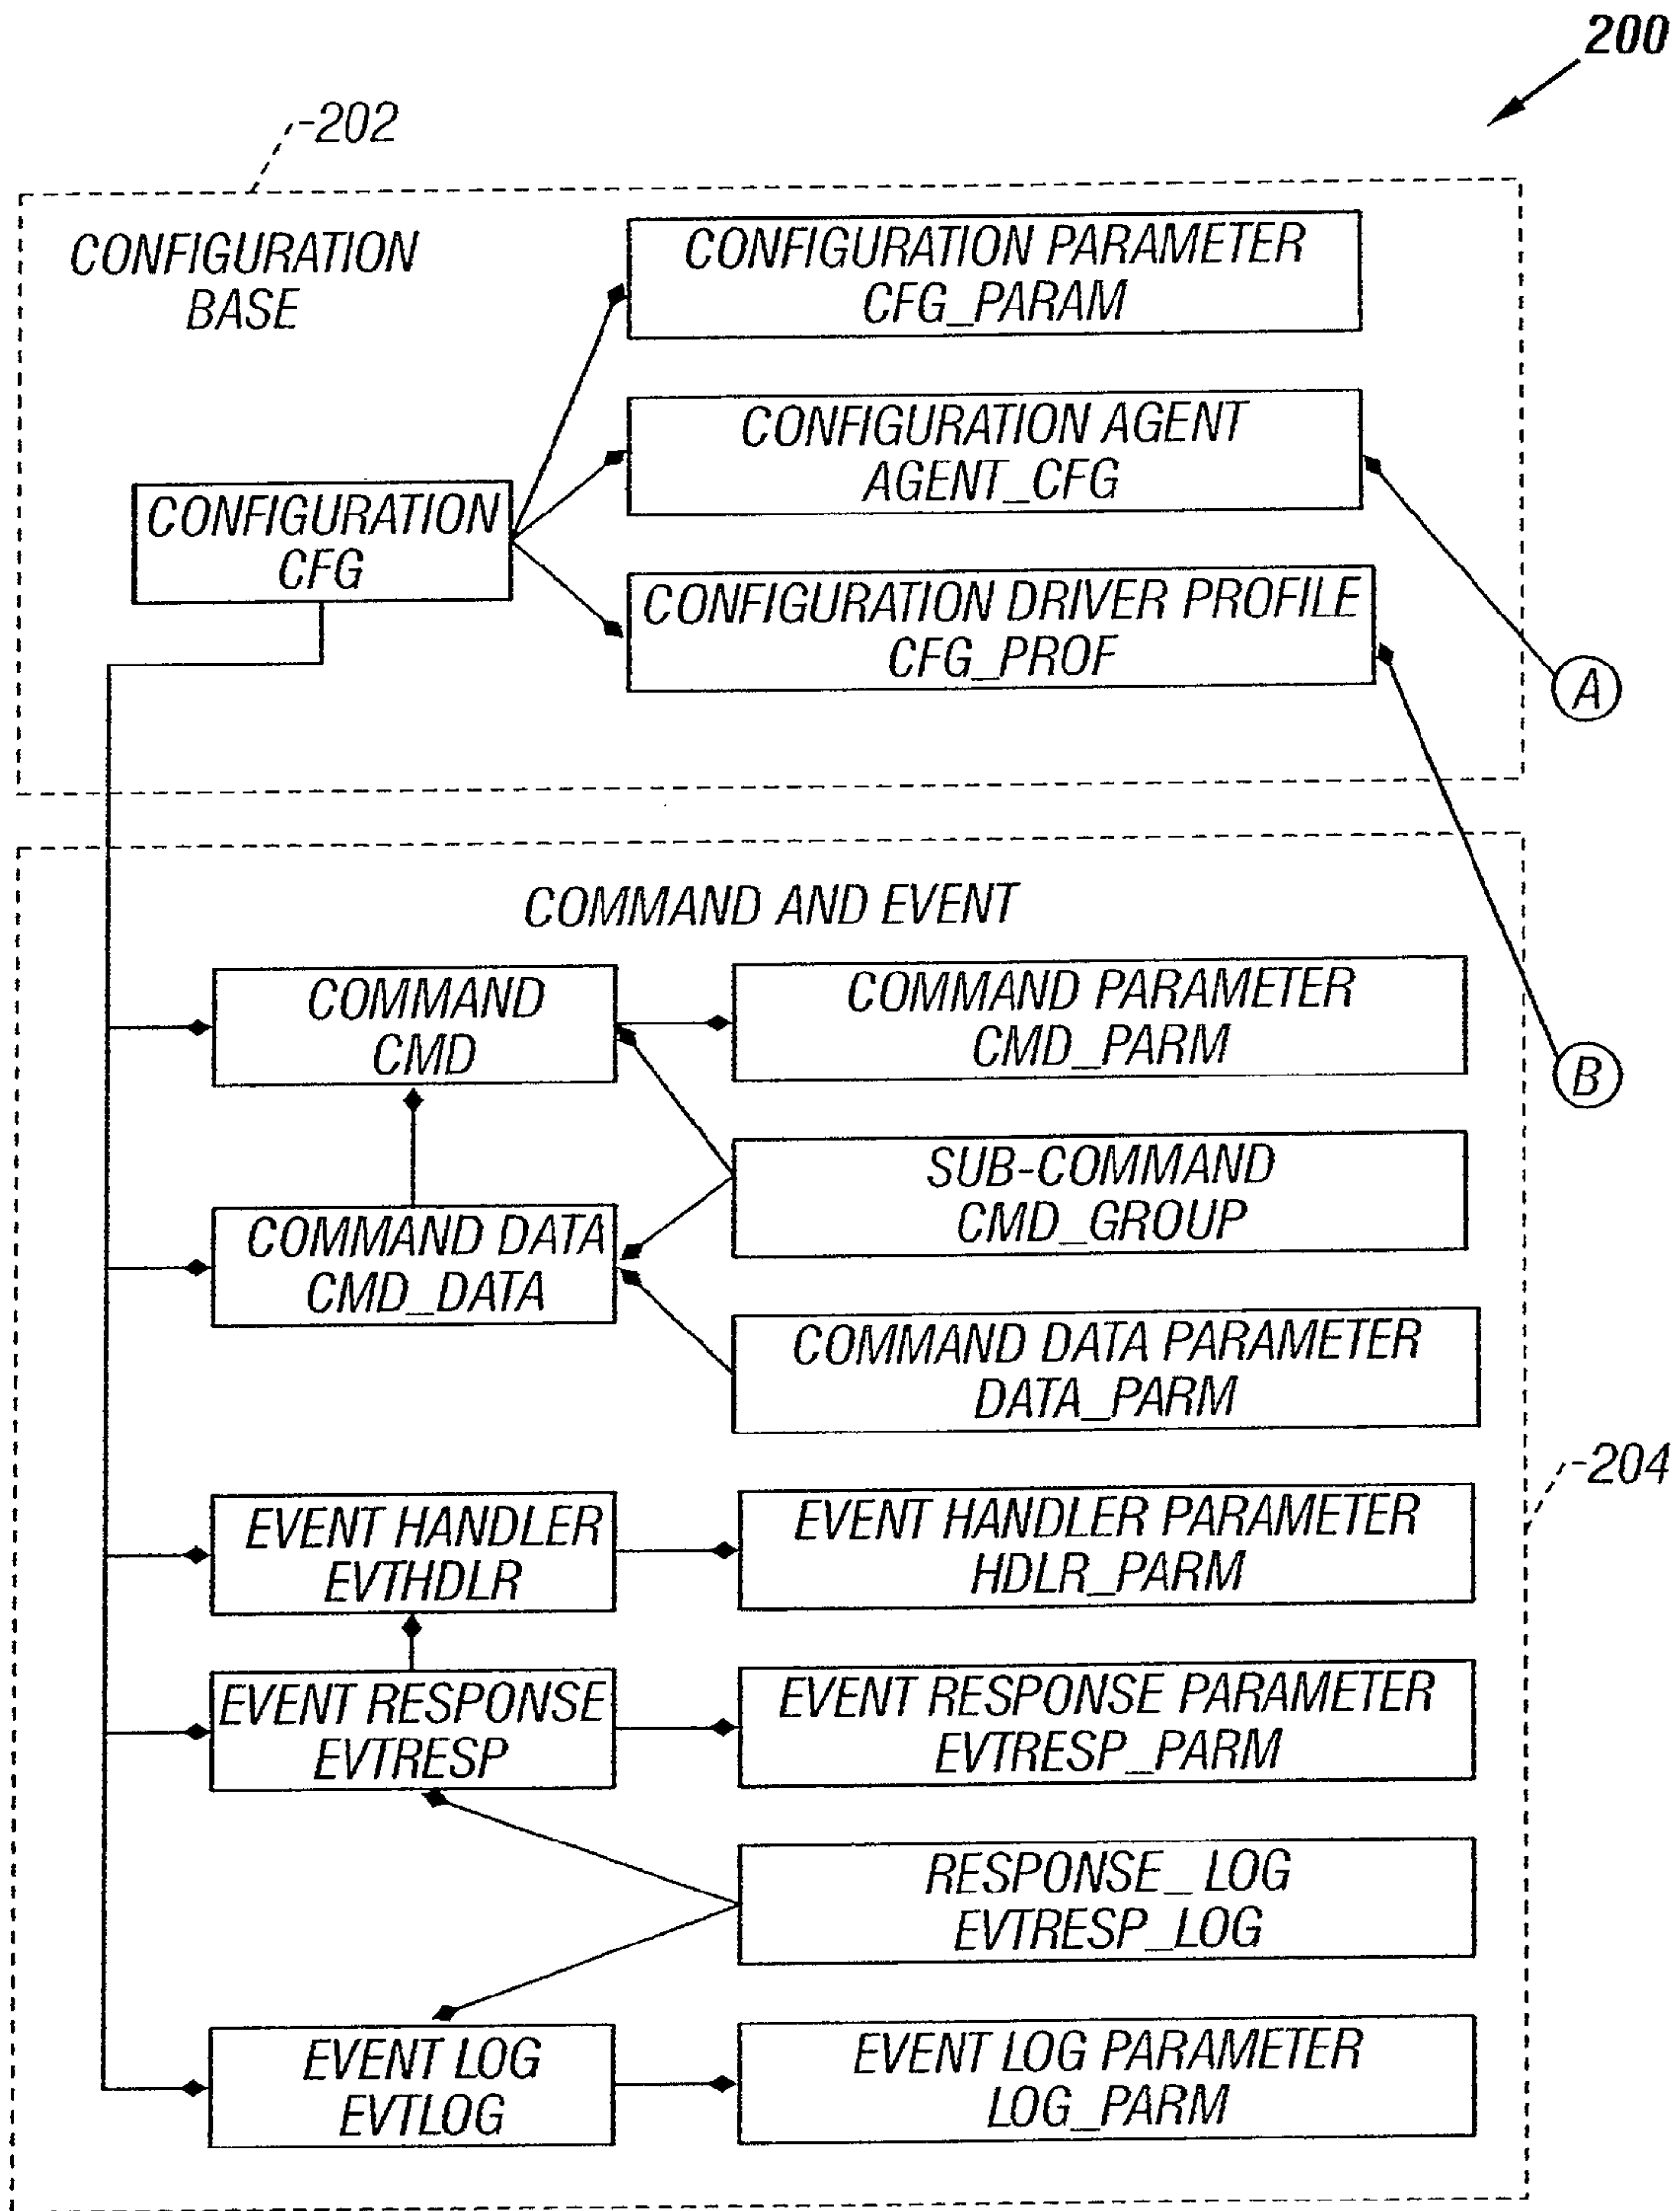 200
202
CONFIGURATION
BASE
CONFIGURATION PARAMETER
CFG_PARAM
CONFIGURATION AGENT
AGENT_CFG
CONFIGURATION
CFG
CONFIGURATION DRIVER PROFILE
CFG_PROF
A
COMMAND AND EVENT
COMMAND
CMD
COMMAND PARAMETER
CMD_PARM
B
SUB-COMMAND
CMD_GROUP
COMMAND DATA
CMD_DATA
COMMAND DATA PARAMETER
DATA_PARM
204
EVENT HANDLER
EVTHDLR
EVENT HANDLER PARAMETER
HDLR_PARM
EVENT RESPONSE
EVTRESP
EVENT RESPONSE PARAMETER
EVTRESP_PARM
RESPONSE_ LOG
EVTRESP_LOG
EVENT LOG
EVTLOG
EVENT LOG PARAMETER
LOG_PARM